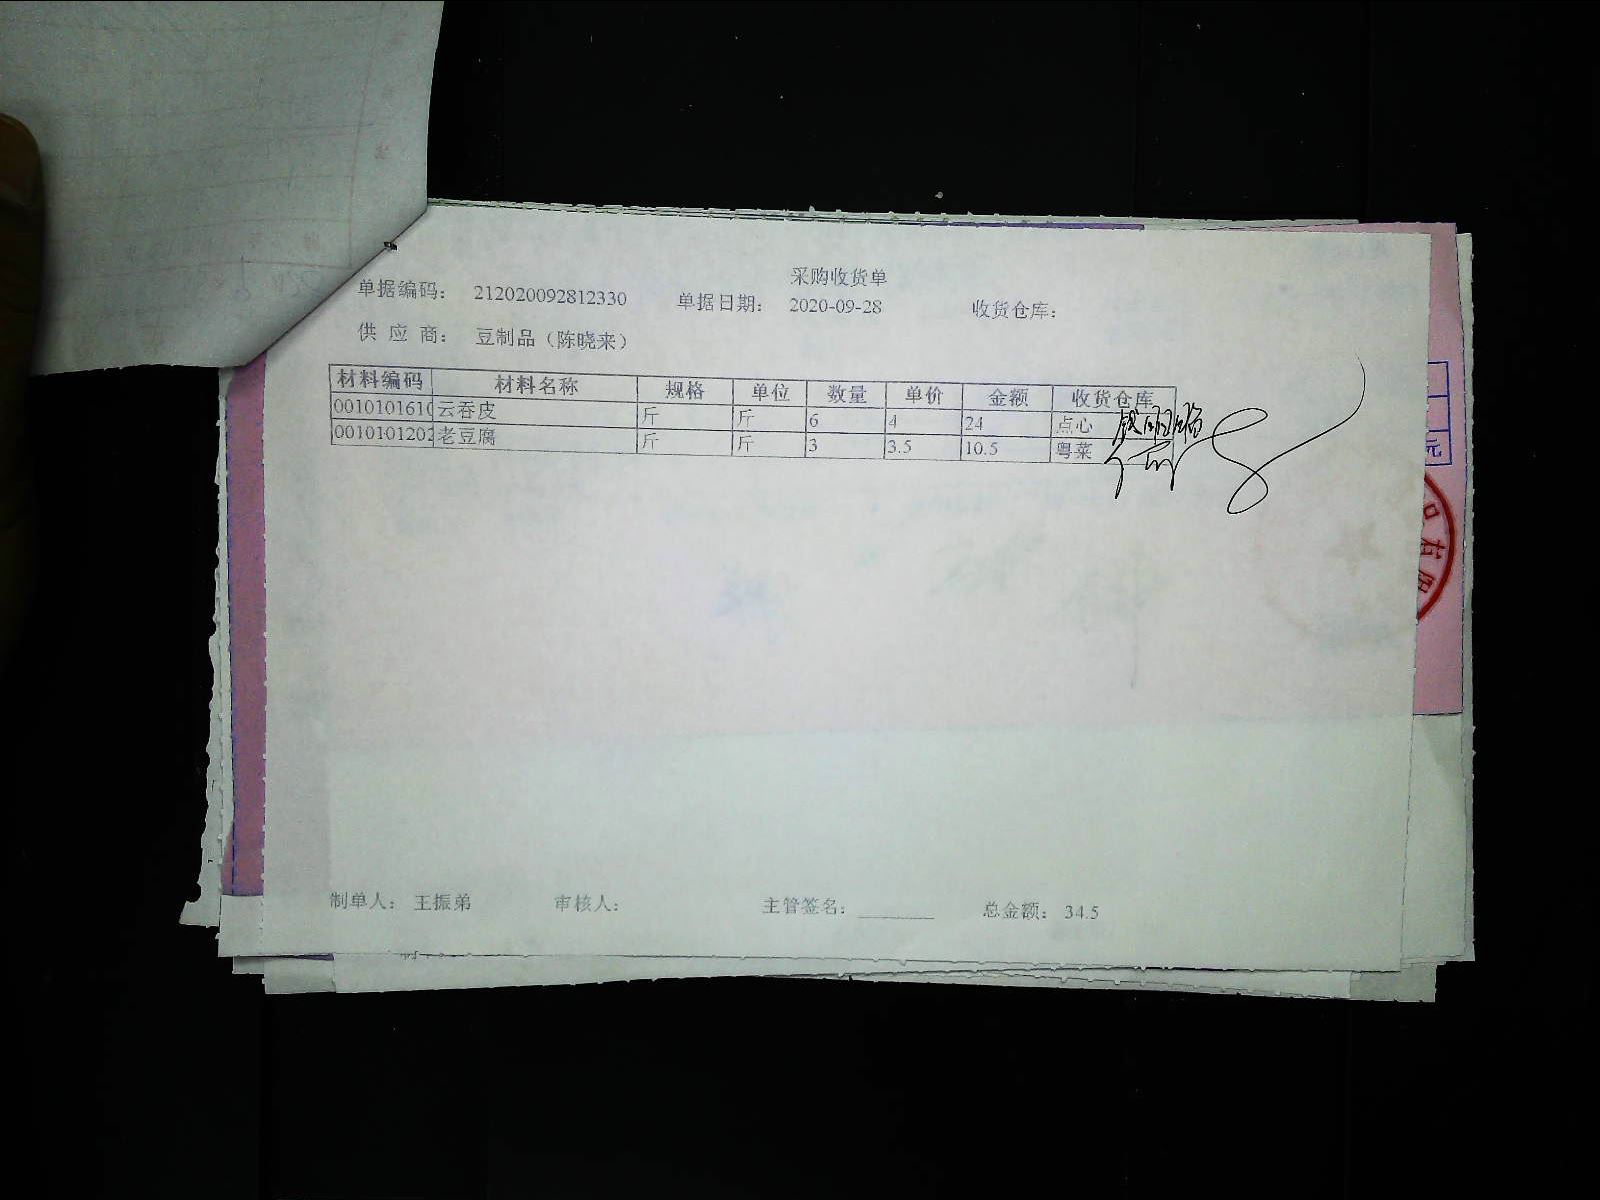 采购收货单
单据编码： 212020092812330 单据日期： 2020-09-28 收货仓库：
供 应 商： 豆制品（陈晓来）
材料编码 材料名称 规格 单位 数量 单价 金额 收货仓库
0010101610 云吞皮 斤 斤 6 4 24 点心
0010101202 老豆腐 斤 斤 3 3.5 10.5 粤菜
元
制单人： 王振弟 审核人： 主管签名： 总金额： 34.5